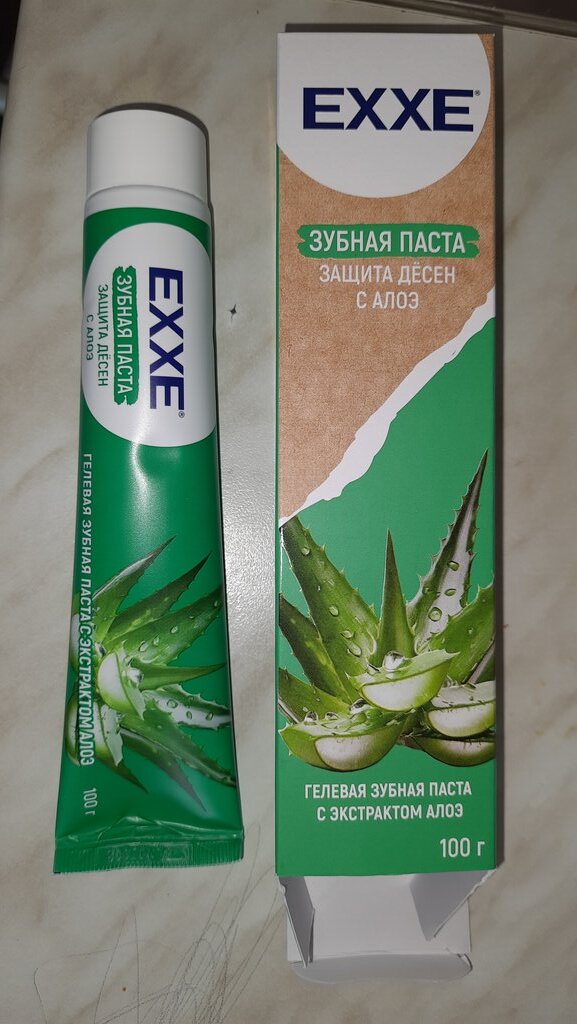 EXXE®
ЗУБНАЯ ПАСТА
ЗАЩИТА ДЁСЕН
С АЛОЭ
ГЕЛЕВАЯ ЗУБНАЯ ПАСТА С ЭКСТРАКТОМ АЛОЭ
100 г
EXXE®
ЗУБНАЯ ПАСТА
ЗАЩИТА ДЁСЕН
С АЛОЭ
ГЕЛЕВАЯ ЗУБНАЯ ПАСТА
С ЭКСТРАКТОМ АЛОЭ
100 г